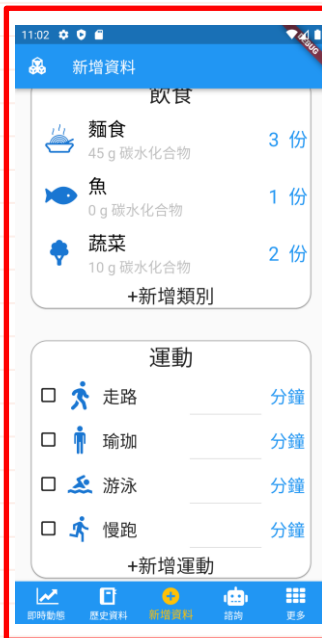 11:02
DEBUG
新增資料
飲食
麵食
3 份
45 g 碳水化合物
魚
1 份
0 g 碳水化合物
蔬菜
2 份
10 g 碳水化合物
+新增類別
運動
走路 分鐘
瑜珈 分鐘
游泳 分鐘
慢跑 分鐘
+新增運動
即時動態 歷史資料 新增資料 諮詢 更多